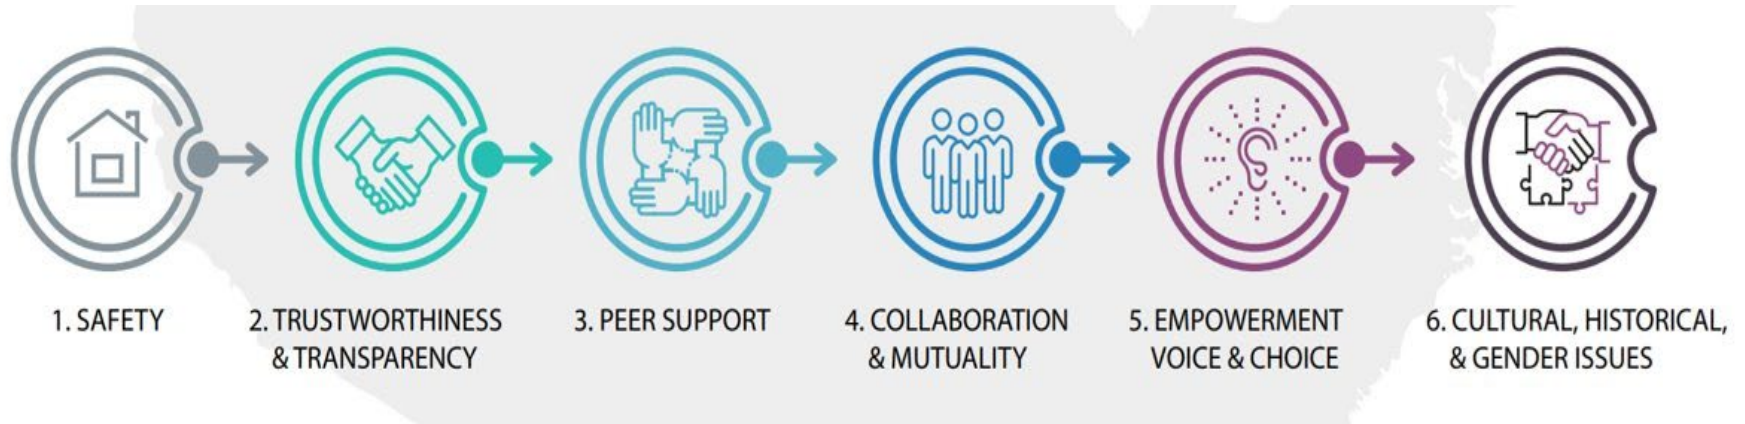 1. SAFETY
2. TRUSTWORTHINESS
& TRANSPARENCY
3. PEER SUPPORT
4. COLLABORATION
& MUTUALITY
5. EMPOWERMENT
VOICE & CHOICE
6. CULTURAL, HISTORICAL,
& GENDER ISSUES